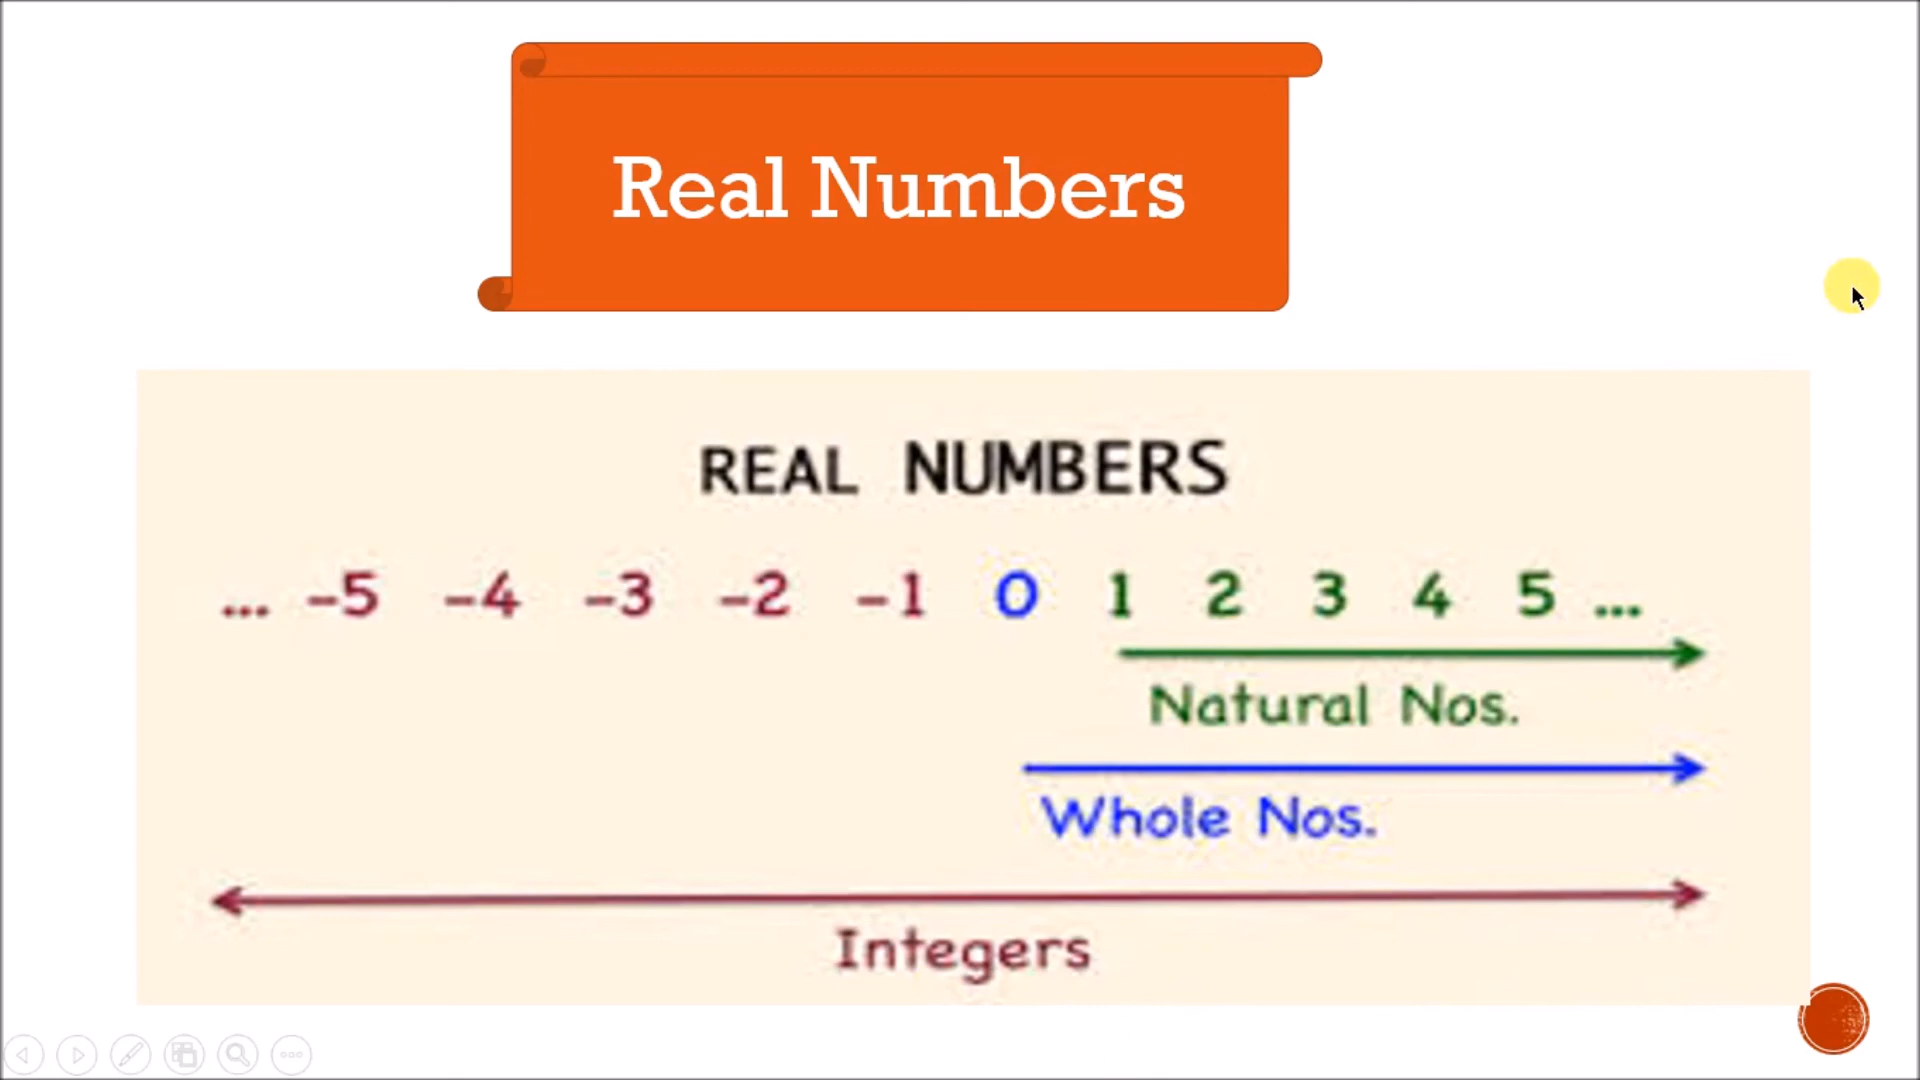 Real Numbers
REAL NUMBERS
... -5 -4 -3 -2 -1 0 1 2 3 4 5 ...
Natural Nos.
Whole Nos.
Integers